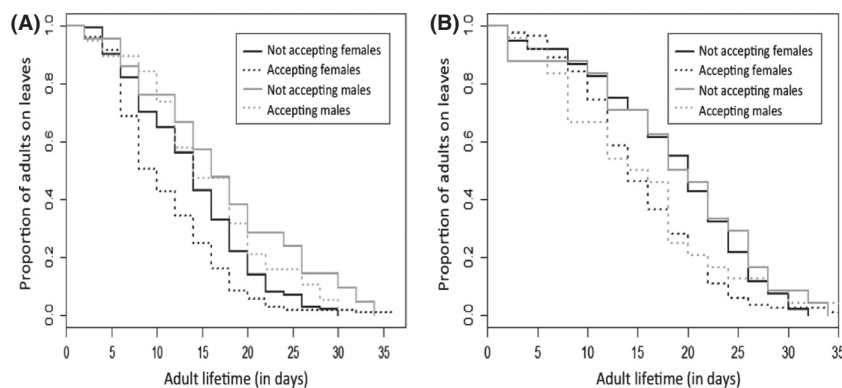 (A)
Proportion of adults on leaves
1.0
0.8
0.6
0.4
0.2
0.0
Not accepting females
Accepting females
Not accepting males
Accepting males
0 5 10 15 20 25 30 35
Adult lifetime (in days)
(B)
Proportion of adults on leaves
1.0
0.8
0.6
0.4
0.2
0.0
Not accepting females
Accepting females
Not accepting males
Accepting males
0 5 10 15 20 25 30 35
Adult lifetime (in days)